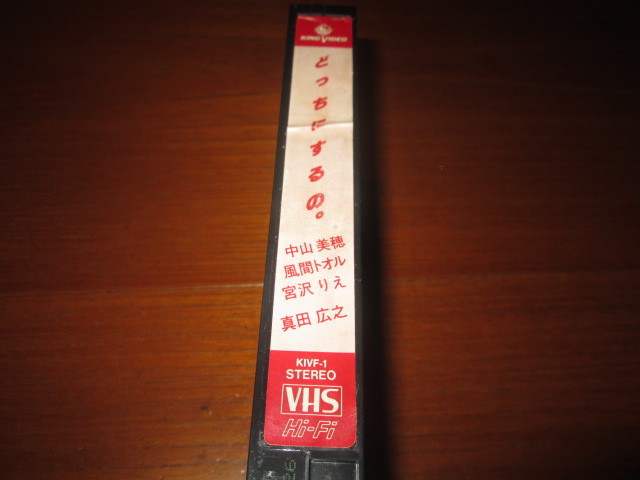 KING VIDEO
どっちにするの。
中山 美穂
風間トオル
宮沢 りえ
真田 広之
KIVF-1
STEREO
VHS
Hi-Fi